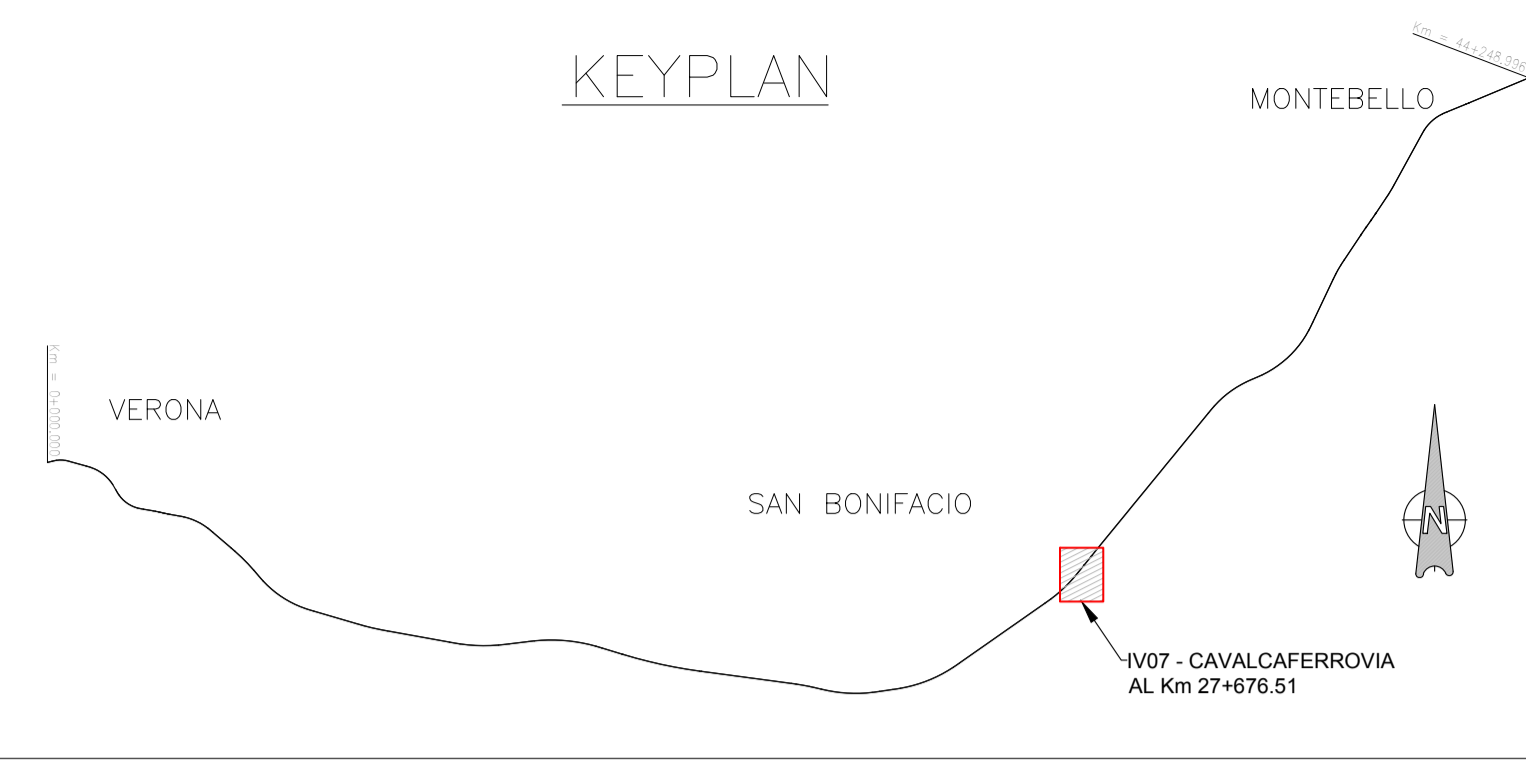 KEYPLAN
Km = 44+248.996
MONTEBELLO
Km = 0+000.000
VERONA
SAN BONIFACIO
N
IV07 - CAVALCAFERROVIA
AL Km 27+676.51